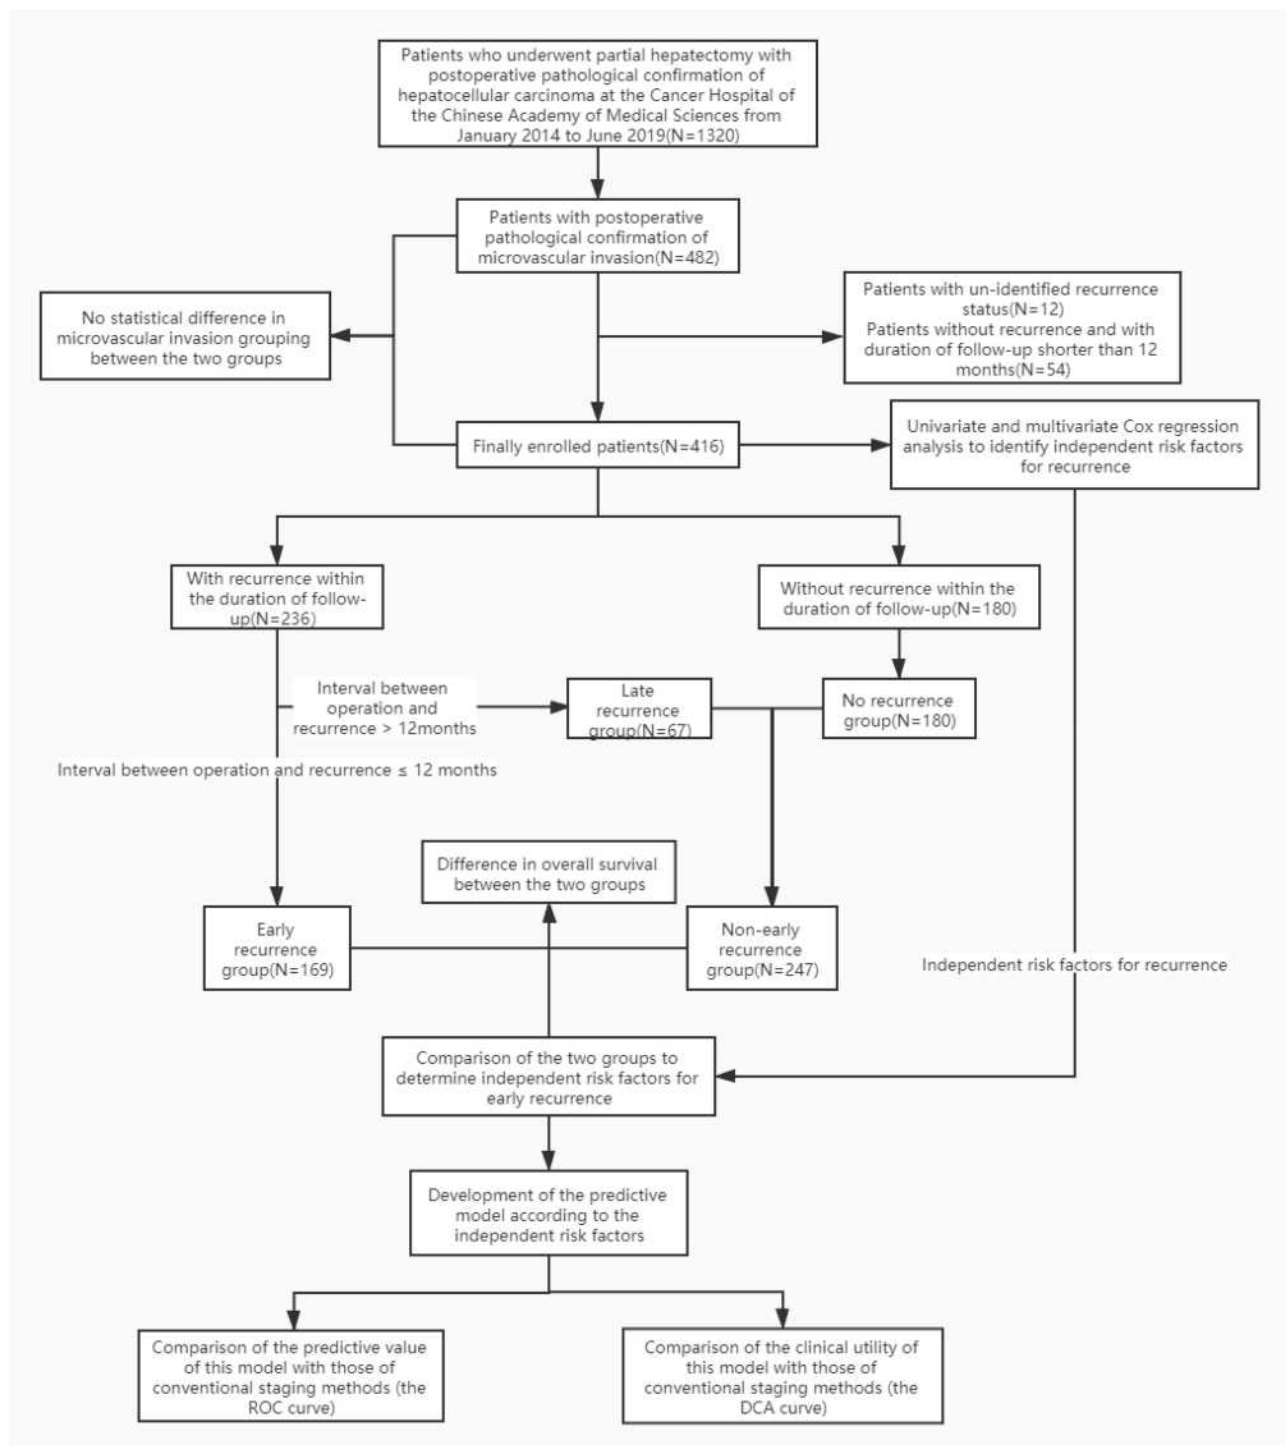 Patients who underwent partial hepatectomy with
postoperative pathological confirmation of
hepatocellular carcinoma at the Cancer Hospital of
the Chinese Academy of Medical Sciences from
January 2014 to June 2019(N=1320)
Patients with postoperative
pathological confirmation of
microvascular invasion(N=482)
Patients with un-identified recurrence
status(N=12)
Patients without recurrence and with
duration of follow-up shorter than 12
months(N=54)
No statistical difference in
microvascular invasion grouping
between the two groups
Finally enrolled patients(N=416)
Univariate and multivariate Cox regression
analysis to identify independent risk factors
for recurrence
With recurrence within
the duration of follow-
up(N=236)
Without recurrence within the
duration of follow-up(N=180)
Interval between
operation and
recurrence > 12months
Late
recurrence
group(N=67)
No recurrence
group(N=180)
Interval between operation and recurrence ≤ 12 months
Difference in overall survival
between the two groups
Early
recurrence
group(N=169)
Non-early
recurrence
group(N=247)
Independent risk factors for recurrence
Comparison of the two groups to
determine independent risk factors for
early recurrence
Development of the predictive
model according to the
independent risk factors
Comparison of the predictive value
of this model with those of
conventional staging methods (the
ROC curve)
Comparison of the clinical utility of
this model with those of
conventional staging methods (the
DCA curve)